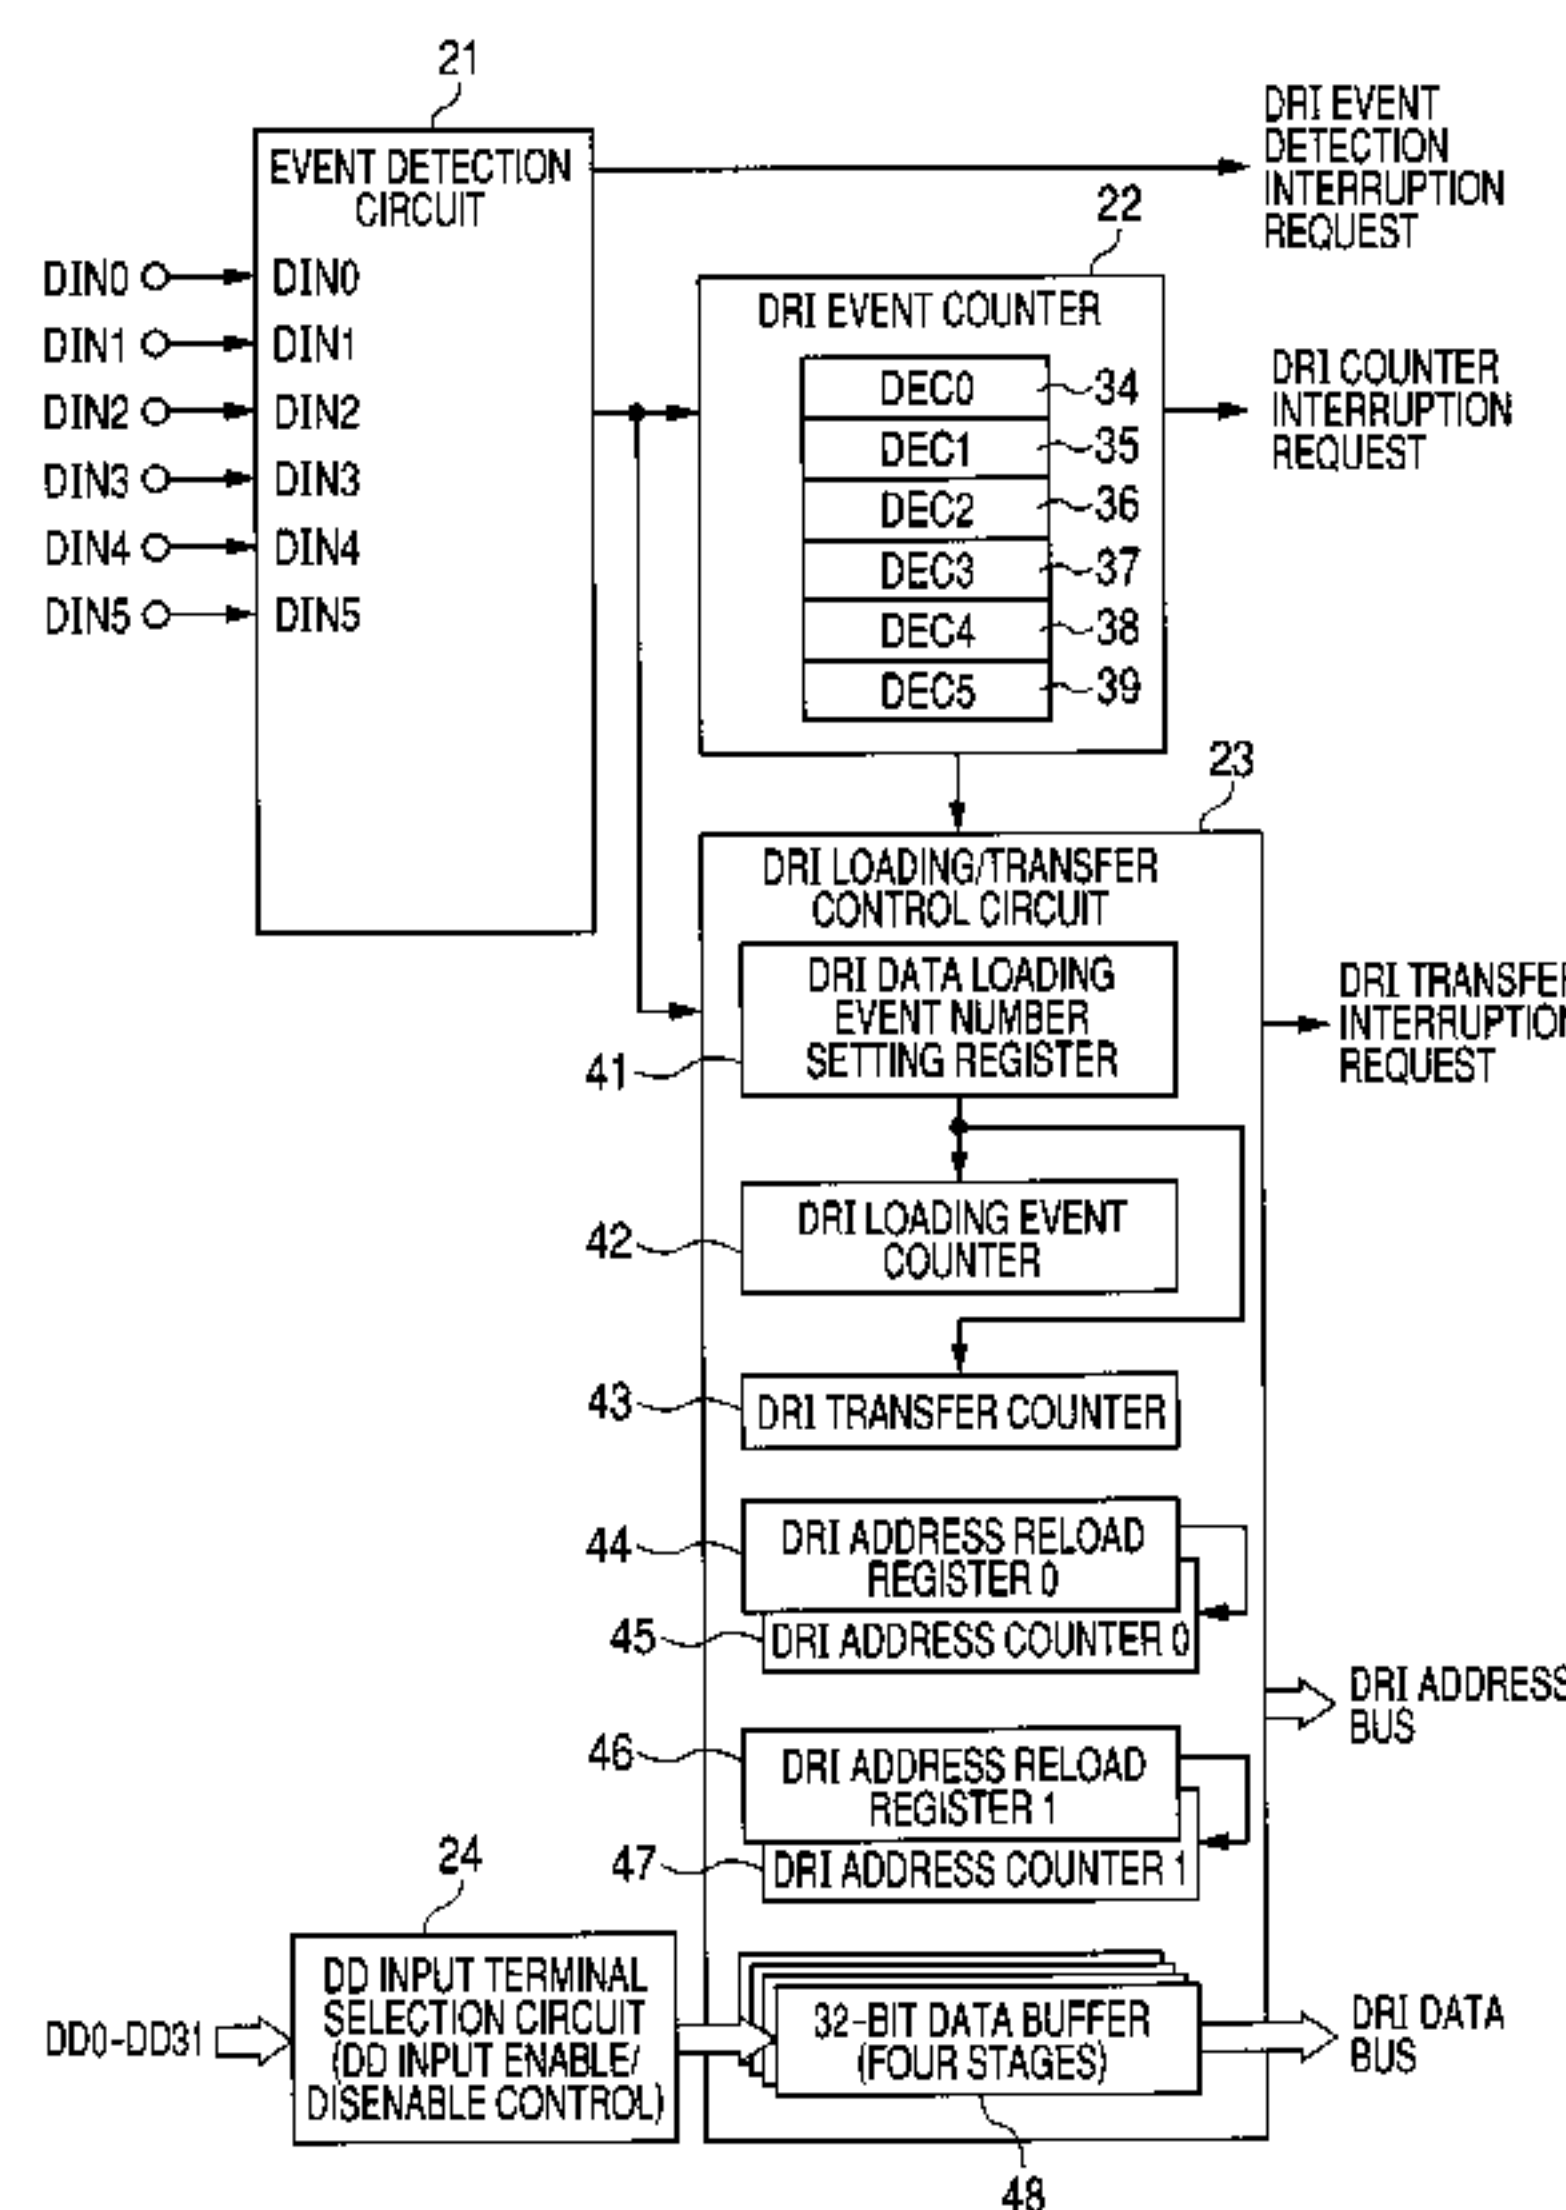 21
EVENT DETECTION
CIRCUIT
DRI EVENT
DETECTION
INTERRUPTION
REQUEST
DIN0
DIN0
DIN1
DIN1
DIN2
DIN2
DIN3
DIN3
DIN4
DIN4
DIN5
DIN5
22
DRI EVENT COUNTER
DEC0
34
DEC1
35
DEC2
36
DEC3
37
DEC4
38
DEC5
39
DRI COUNTER
INTERRUPTION
REQUEST
23
DRI LOADING/TRANSFER
CONTROL CIRCUIT
DRI DATA LOADING
EVENT NUMBER
SETTING REGISTER
41
DRI TRANSFER
INTERRUPTION
REQUEST
DRI LOADING EVENT
COUNTER
42
43
DRI TRANSFER COUNTER
44
DRI ADDRESS RELOAD
REGISTER 0
45
DRI ADDRESS COUNTER 0
DRI ADDRESS
BUS
46
DRI ADDRESS RELOAD
REGISTER 1
47
DRI ADDRESS COUNTER 1
24
DD0-DD31
DD INPUT TERMINAL
SELECTION CIRCUIT
(DD INPUT ENABLE/
DISENABLE CONTROL)
32-BIT DATA BUFFER
(FOUR STAGES)
DRI DATA
BUS
48